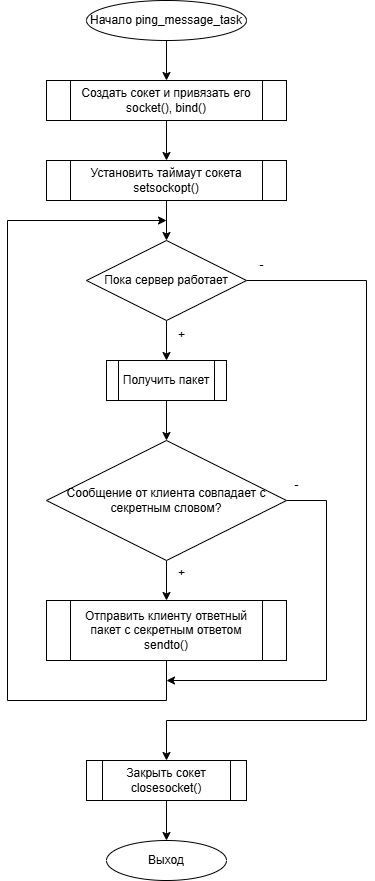 Начало ping_message_task
Создать сокет и привязать его
socket(), bind()
Установить таймаут сокета
setsockopt()
Пока сервер работает
-
+
Получить пакет
Сообщение от клиента совпадает с
секретным словом?
-
+
Отправить клиенту ответный
пакет с секретным ответом
sendto()
Закрыть сокет
closesocket()
Выход